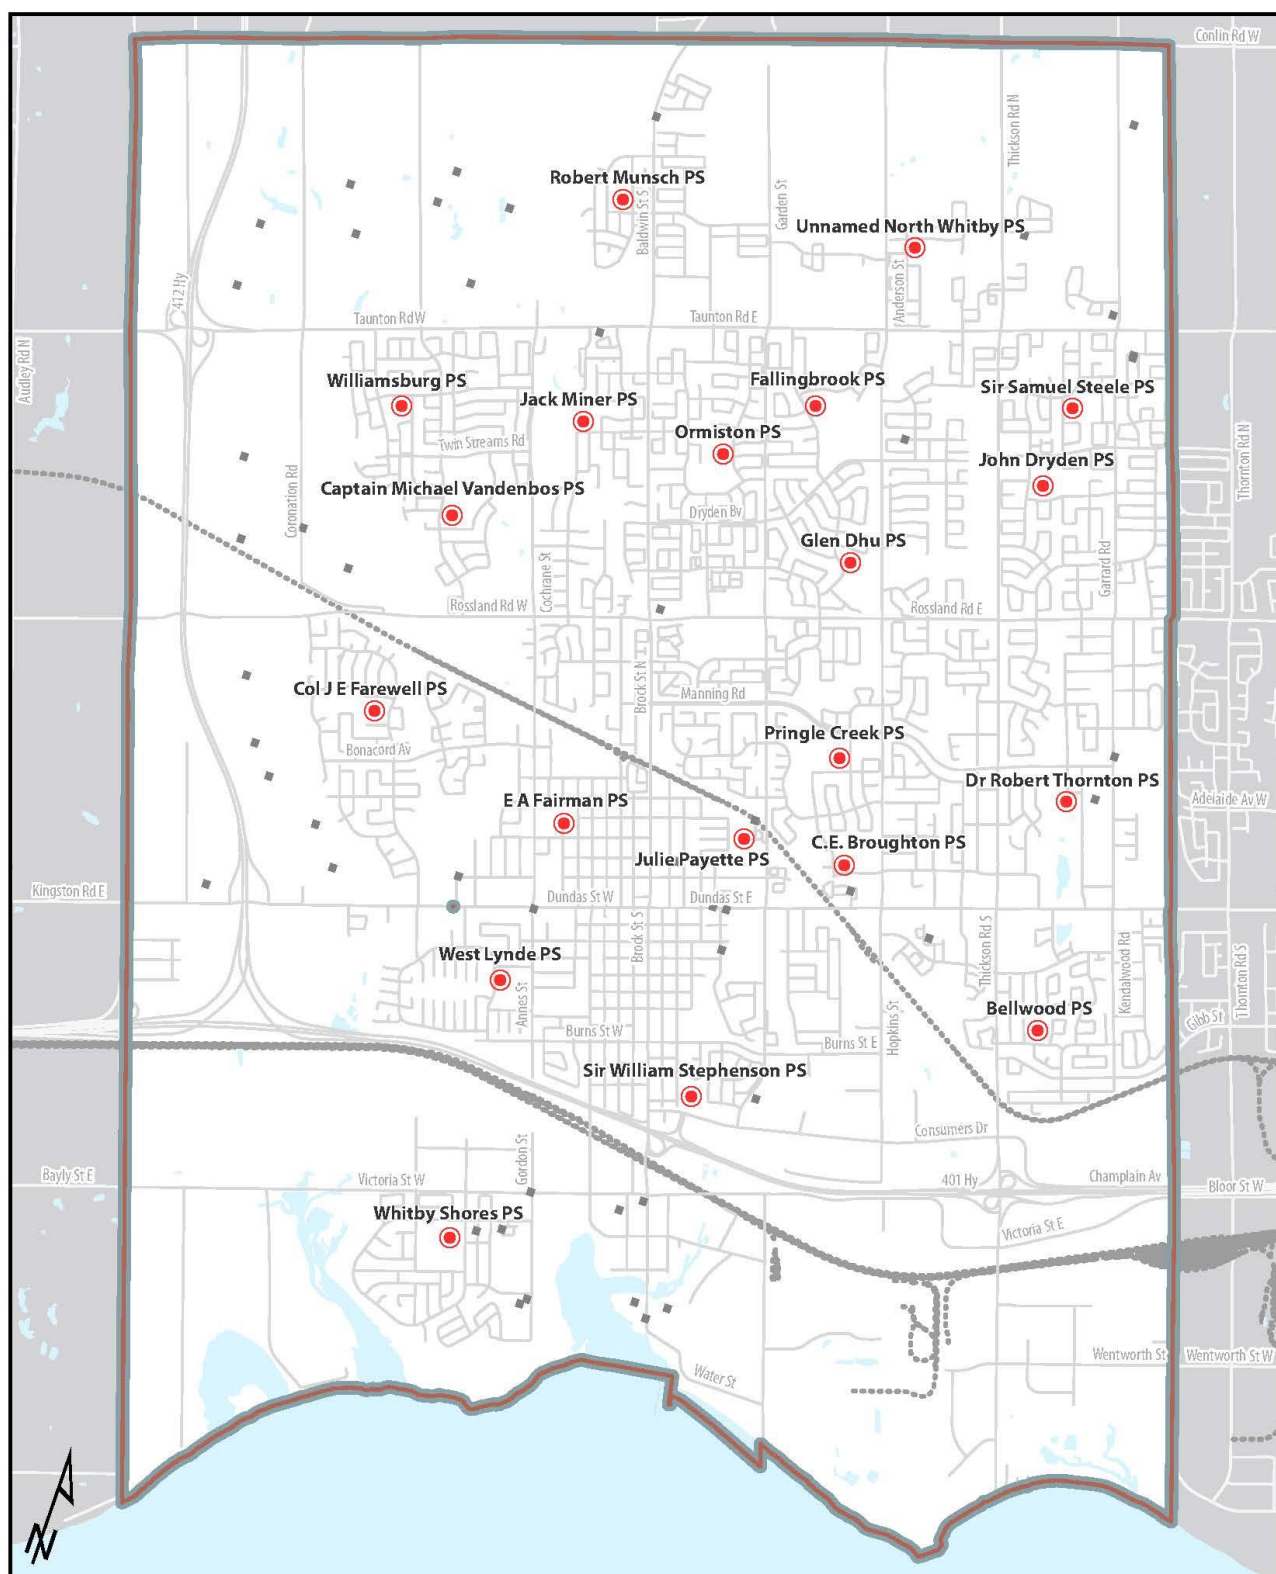 Conlin Rd W
Thickson Rd N
Robert Munsch PS
Baldwin St S
Garden St
Unnamed North Whitby PS
Anderson St
412 Hy
Taunton Rd W
Taunton Rd E
Audley Rd N
Williamsburg PS
Jack Miner PS
Fallingbrook PS
Sir Samuel Steele PS
Twin Streams Rd
Ormiston PS
John Dryden PS
Thornton Rd N
Coronation Rd
Captain Michael Vandenbos PS
Dryden Bv
Glen Dhu PS
Garrard Rd
Cochrane St
Rossland Rd W
Rossland Rd E
Col J E Farewell PS
Brock St N
Manning Rd
Bonacord Av
Pringle Creek PS
Dr Robert Thornton PS
Adelaide Av W
E A Fairman PS
Julie Payette PS
C.E. Broughton PS
Kingston Rd E
Dundas St W
Dundas St E
Brock St S
West Lynde PS
Thickson Rd S
Kendalwood Rd
Thornton Rd S
Annes St
Bellwood PS
Gibb St
Burns St W
Burns St E
Hopkins St
Sir William Stephenson PS
Consumers Dr
Gordon St
Bayly St E
Victoria St W
401 Hy
Champlain Av
Bloor St W
Whitby Shores PS
Victoria St E
Wentworth St
Wentworth St W
Water St
N